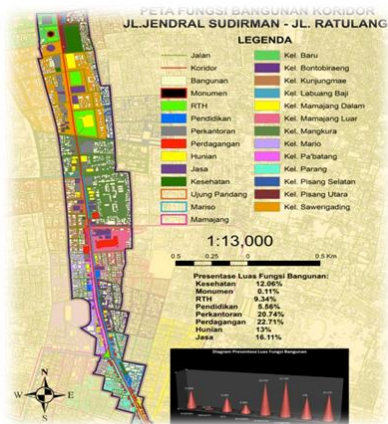 PETA FUNGSI BANGUNAN KORIDOR
JL.JENDRAL SUDIRMAN - JL. RATULANG
LEGENDA
Jalan
Koridor
Bangunan
Monumen
RTH
Pendidikan
Perkantoran
Perdagangan
Hunian
Jasa
Kesehatan
Ujung Pandang
Mariso
Mamajang
Kel. Baru
Kel. Bontobiraeng
Kel. Kunjungmae
Kel. Labuang Baji
Kel. Mamajang Dalam
Kel. Mamajang Luar
Kel. Mangkura
Kel. Mario
Kel. Pa'batang
Kel. Parang
Kel. Pisang Selatan
Kel. Pisang Utara
Kel. Sawerigading
1:13,000
0.5 0.25 0 0.5 Km
Presentase Luas Fungsi Bangunan:
Kesehatan 12.06%
Monumen 0.11%
RTH 9.34%
Pendidikan 5.56%
Perkantoran 20.74%
Perdagangan 22.71%
Hunian 13%
Jasa 16.11%
Diagram Presentase Luas Fungsi Bangunan
N
W E
S